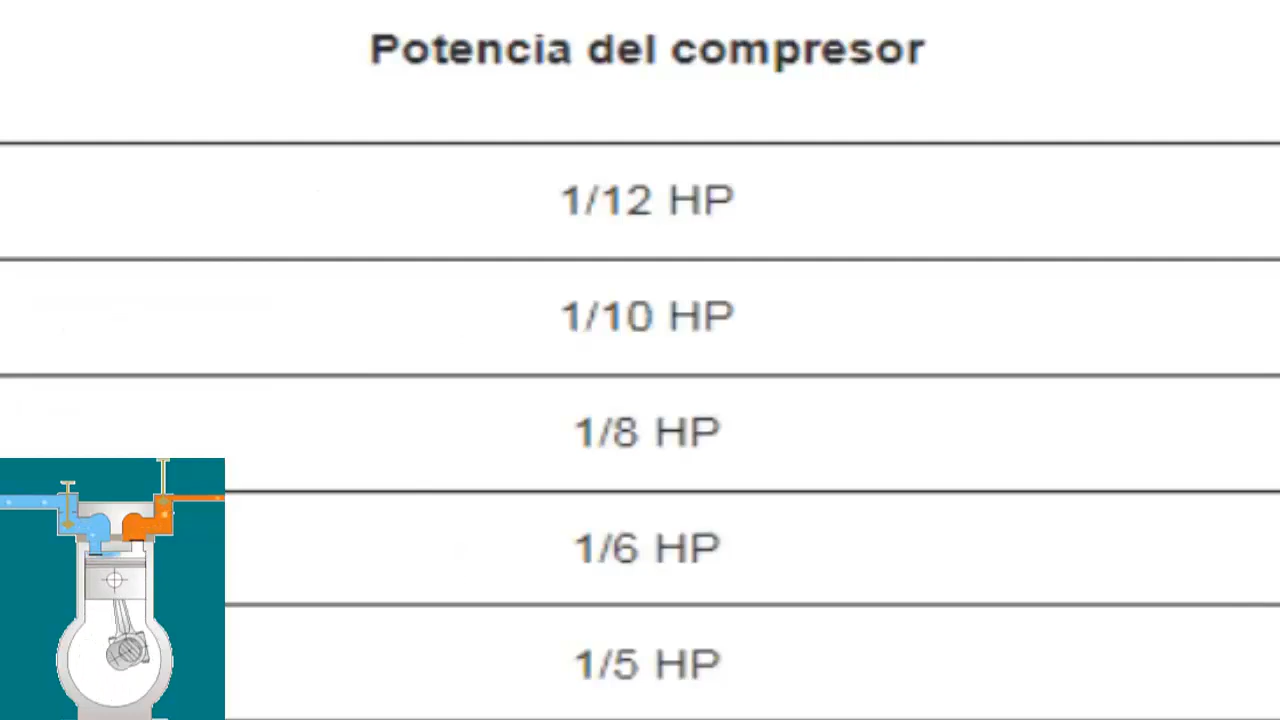 Potencia del compresor
1/12 HP
1/10 HP
1/8 HP
1/6 HP
1/5 HP